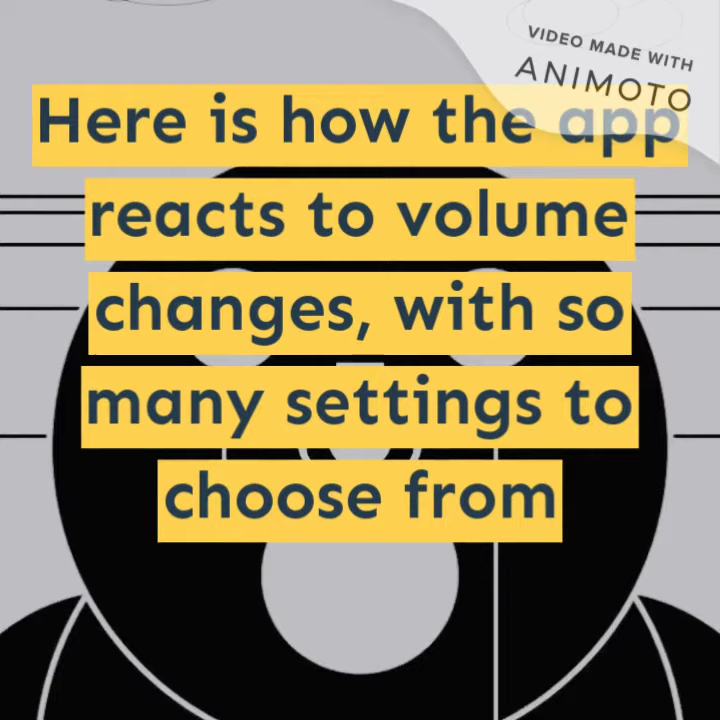 VIDEO MADE WITH
ANIMOTO
Here is how the app
reacts to volume
changes, with so
many settings to
choose from